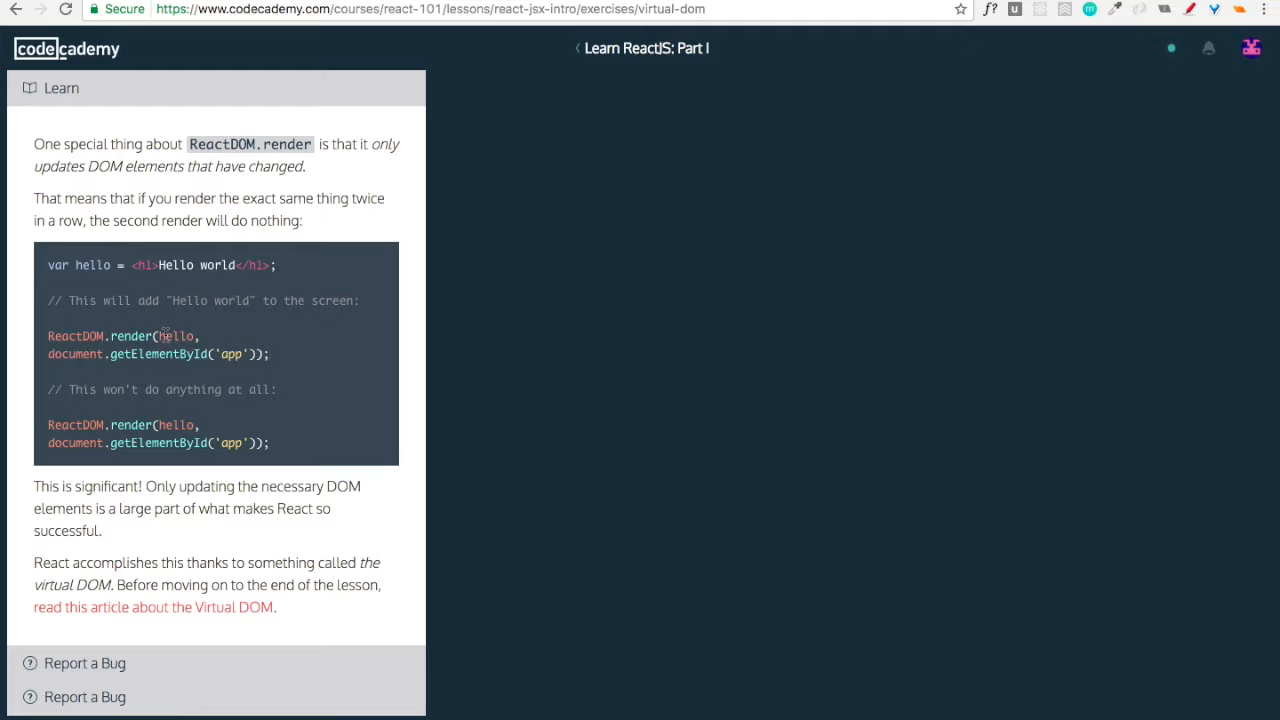 Secure https://www.codecademy.com/courses/react-101/lessons/react-jsx-intro/exercises/virtual-dom
codecademy
Learn ReactJS: Part I
Learn
One special thing about ReactDOM.render is that it only
updates DOM elements that have changed.
That means that if you render the exact same thing twice
in a row, the second render will do nothing:
var hello = <h1>Hello world</h1>;
// This will add "Hello world" to the screen:
ReactDOM.render(hello,
document.getElementById('app'));
// This won't do anything at all:
ReactDOM.render(hello,
document.getElementById('app'));
This is significant! Only updating the necessary DOM
elements is a large part of what makes React so
successful.
React accomplishes this thanks to something called the
virtual DOM. Before moving on to the end of the lesson,
read this article about the Virtual DOM.
Report a Bug
Report a Bug